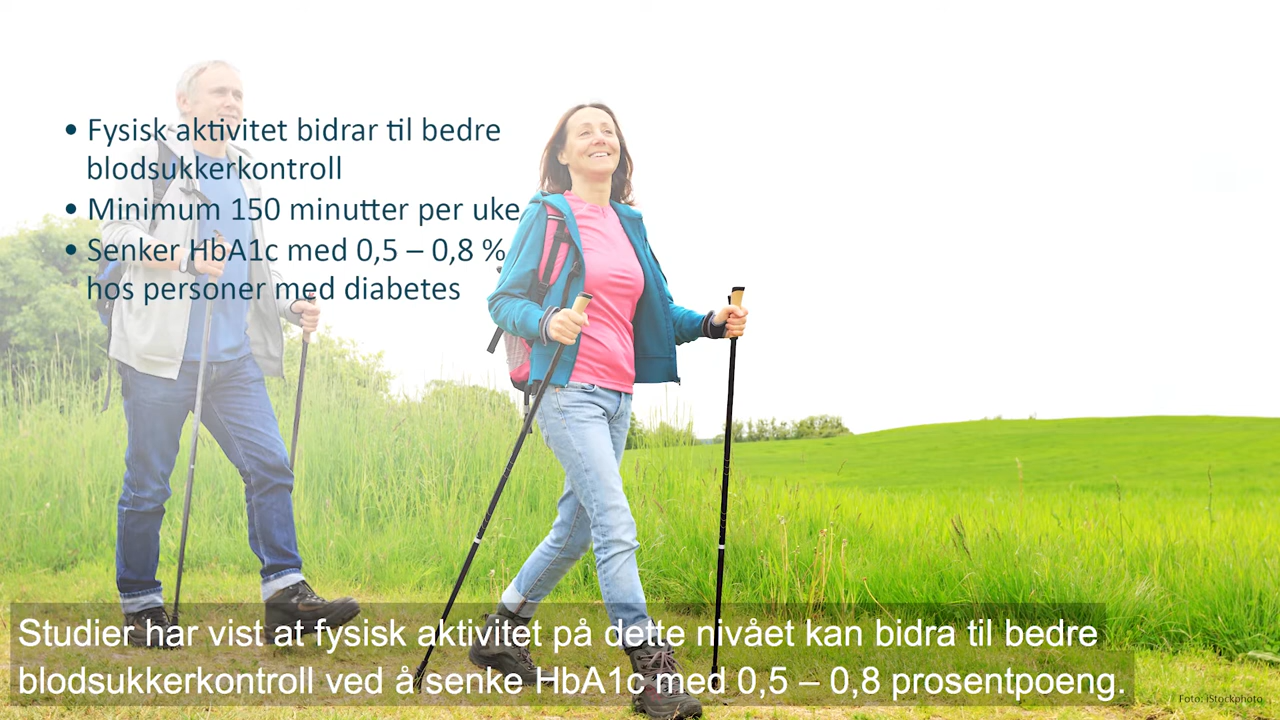 • Fysisk aktivitet bidrar til bedre
blodsukkerkontroll
• Minimum 150 minutter per uke
• Senker HbA1c med 0,5 – 0,8 %
hos personer med diabetes
Studier har vist at fysisk aktivitet på dette nivået kan bidra til bedre
blodsukkerkontroll ved å senke HbA1c med 0,5 – 0,8 prosentpoeng.
Foto: iStockphoto